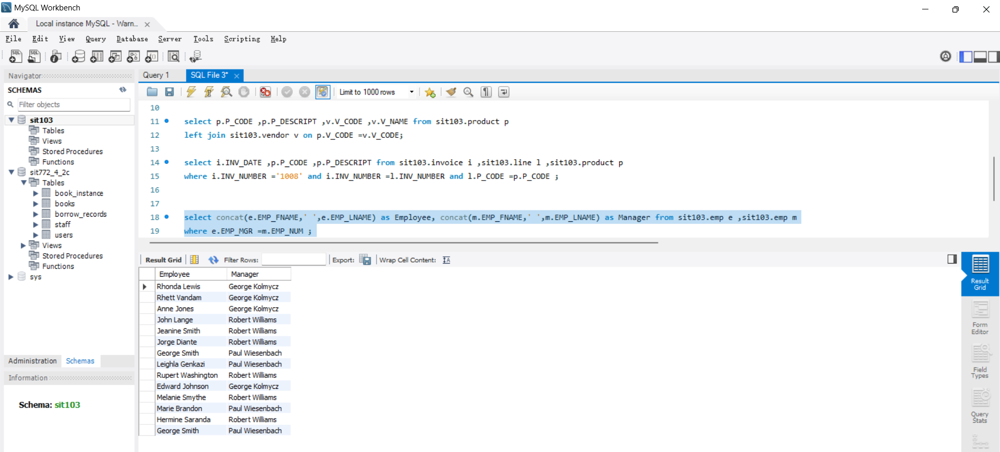 MySQL Workbench
Local instance MySQL - Warn...
File Edit View Query Database Server Tools Scripting Help
Navigator
SCHEMAS
Filter objects
sit103
Tables
Views
Stored Procedures
Functions
sit772_4_2c
Tables
book_instance
books
borrow_records
staff
users
Views
Stored Procedures
Functions
sys
Administration Schemas
Information
Schema: sit103
Query 1 SQL File 3*
Limit to 1000 rows
10
11 select p.P_CODE ,p.P_DESCRIPT ,v.V_CODE ,v.V_NAME from sit103.product p
12 left join sit103.vendor v on p.V_CODE =v.V_CODE;
13
14 select i.INV_DATE ,p.P_CODE ,p.P_DESCRIPT from sit103.invoice i ,sit103.line l ,sit103.product p
15 where i.INV_NUMBER ='1008' and i.INV_NUMBER =l.INV_NUMBER and l.P_CODE =p.P_CODE ;
16
17
18 select concat(e.EMP_FNAME,' ',e.EMP_LNAME) as Employee, concat(m.EMP_FNAME,' ',m.EMP_LNAME) as Manager from sit103.emp e ,sit103.emp m
19 where e.EMP_MGR =m.EMP_NUM ;
Result Grid Filter Rows: Export: Wrap Cell Content:
Employee Manager
Rhonda Lewis George Kolmycz
Rhett Vandam George Kolmycz
Anne Jones George Kolmycz
John Lange Robert Williams
Jeanine Smith Robert Williams
Jorge Diante Robert Williams
George Smith Paul Wiesenbach
Leighla Genkazi Paul Wiesenbach
Rupert Washington Robert Williams
Edward Johnson George Kolmycz
Melanie Smythe Robert Williams
Marie Brandon Paul Wiesenbach
Hermine Saranda Robert Williams
George Smith Paul Wiesenbach
Result
Grid
Form
Editor
Field
Types
Query
Stats